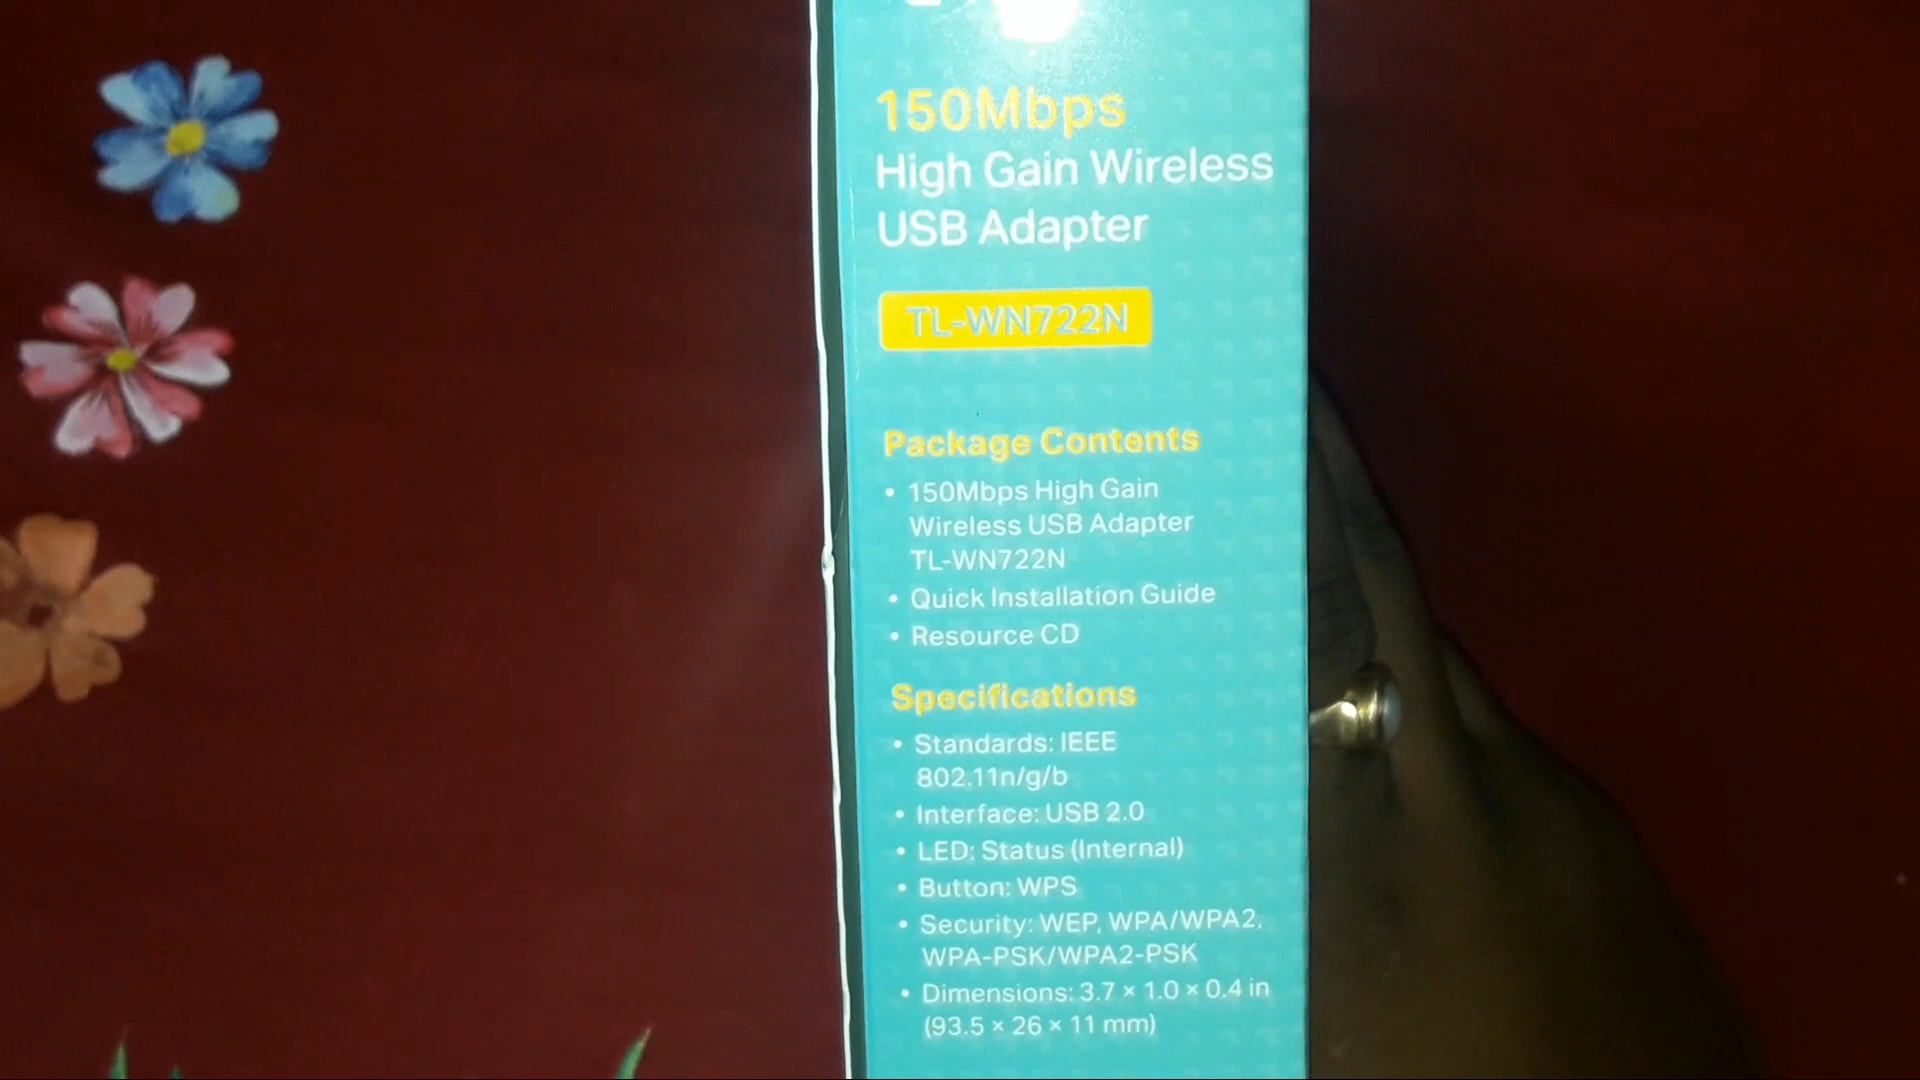 150Mbps
High Gain Wireless
USB Adapter
TL-WN722N
Package Contents
• 150Mbps High Gain
Wireless USB Adapter
TL-WN722N
• Quick Installation Guide
• Resource CD
Specifications
• Standards: IEEE
802.11n/g/b
• Interface: USB 2.0
• LED: Status (Internal)
• Button: WPS
• Security: WEP, WPA/WPA2,
WPA-PSK/WPA2-PSK
• Dimensions: 3.7 × 1.0 × 0.4 in
(93.5 × 26 × 11 mm)